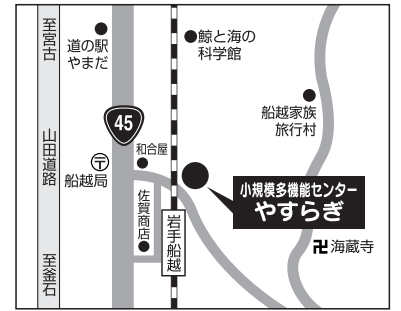 至宮古
道の駅
やまだ
鯨と海の
科学館
45
船越家族
旅行村
山田道路
〒
船越局
和合屋
小規模多機能センター
やすらぎ
佐賀商店
岩手船越
卍海蔵寺
至釜石